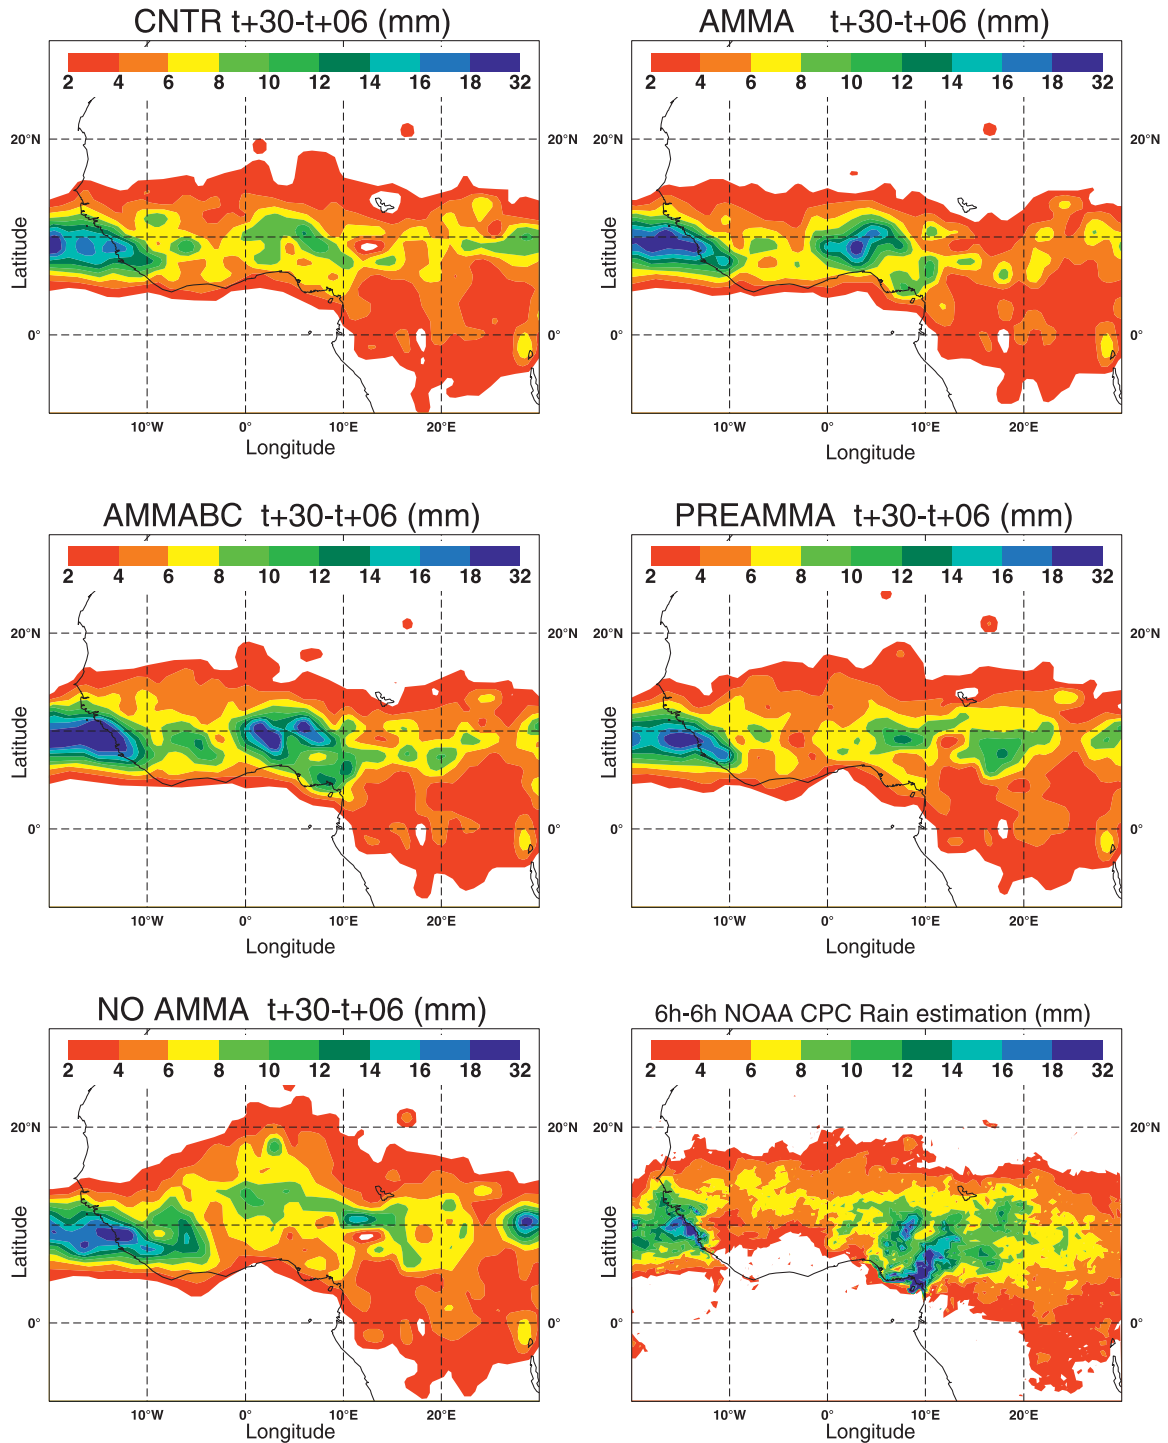 CNTR t+30-t+06 (mm)
2 4 6 8 10 12 14 16 18 32
20°N 20°N
Latitude
0° 0°
10°W 0° 10°E 20°E
Longitude
AMMA t+30-t+06 (mm)
2 4 6 8 10 12 14 16 18 32
20°N
Latitude
0° 0°
10°W 0° 10°E 20°E
Longitude
AMMABC t+30-t+06 (mm)
2 4 6 8 10 12 14 16 18 32
20°N 20°N
Latitude
0° 0°
10°W 0° 10°E 20°E
Longitude
PREAMMA t+30-t+06 (mm)
2 4 6 8 10 12 14 16 18 32
20°N
Latitude
0° 0°
10°W 0° 10°E 20°E
Longitude
NO AMMA t+30-t+06 (mm)
2 4 6 8 10 12 14 16 18 32
20°N 20°N
Latitude
0° 0°
10°W 0° 10°E 20°E
Longitude
6h-6h NOAA CPC Rain estimation (mm)
2 4 6 8 10 12 14 16 18 32
20°N
Latitude
0° 0°
10°W 0° 10°E 20°E
Longitude